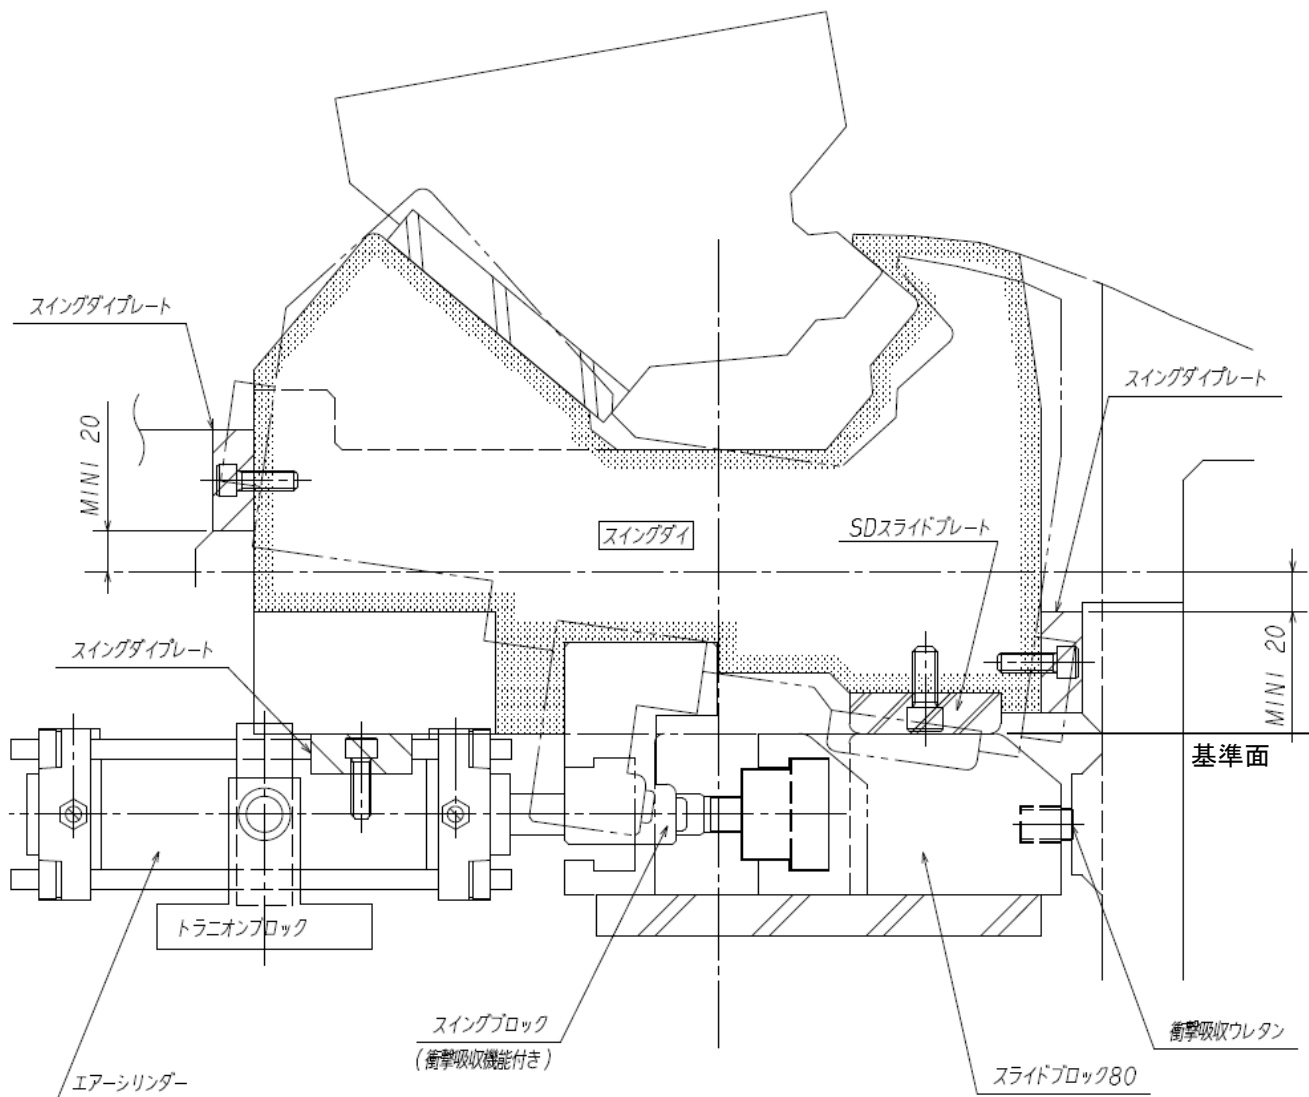 スイングダイプレート
スイングダイプレート
MINI 20
スイングダイ
SDスライドプレート
スイングダイプレート
MINI 20
基準面
トラニオンブロック
スイングブロック
(衝撃吸収機能付き)
衝撃吸収ウレタン
スライドブロック80
エアーシリンダー